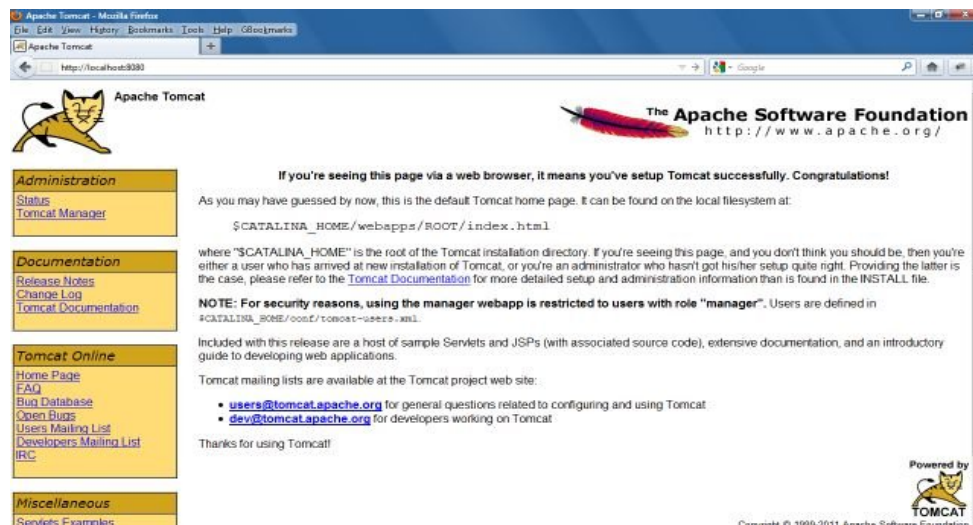 Apache Tomcat - Mozilla Firefox
File Edit View History Bookmarks Tools Help GBookmarks
Apache Tomcat
http://localhost:8080
Google
Apache Tomcat
The Apache Software Foundation
http://www.apache.org/
Administration
Status
Tomcat Manager
Documentation
Release Notes
Change Log
Tomcat Documentation
Tomcat Online
Home Page
FAQ
Bug Database
Open Bugs
Users Mailing List
Developers Mailing List
IRC
Miscellaneous
Servlets Examples
If you're seeing this page via a web browser, it means you've setup Tomcat successfully. Congratulations!
As you may have guessed by now, this is the default Tomcat home page. It can be found on the local filesystem at:
$CATALINA_HOME/webapps/ROOT/index.html
where "$CATALINA_HOME" is the root of the Tomcat installation directory. If you're seeing this page, and you don't think you should be, then you're
either a user who has arrived at new installation of Tomcat, or you're an administrator who hasn't got his/her setup quite right. Providing the latter is
the case, please refer to the Tomcat Documentation for more detailed setup and administration information than is found in the INSTALL file.
NOTE: For security reasons, using the manager webapp is restricted to users with role "manager". Users are defined in
$CATALINA_HOME/conf/tomcat-users.xml.
Included with this release are a host of sample Servlets and JSPs (with associated source code), extensive documentation, and an introductory
guide to developing web applications.
Tomcat mailing lists are available at the Tomcat project web site:
users@tomcat.apache.org for general questions related to configuring and using Tomcat
dev@tomcat.apache.org for developers working on Tomcat
Thanks for using Tomcat!
Powered by
TOMCAT
Copyright © 1999-2011 Apache Software Foundation